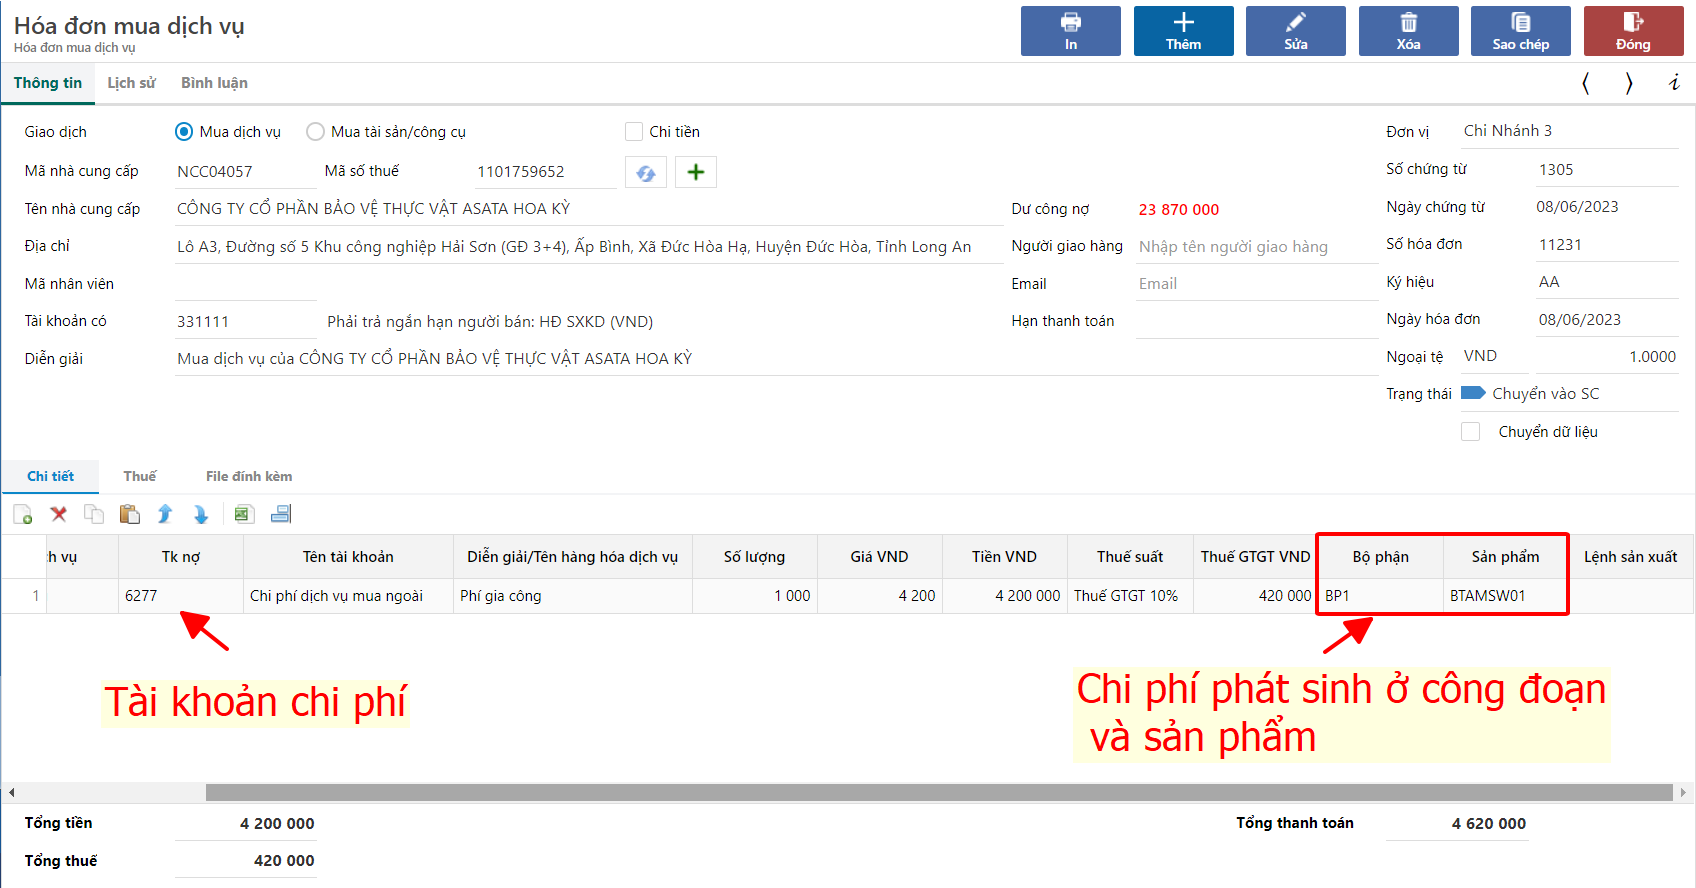 Hóa đơn mua dịch vụ
Hóa đơn mua dịch vụ
In
Thêm
Sửa
Xóa
Sao chép
Đóng
Thông tin
Lịch sử
Bình luận
Giao dịch
Mua dịch vụ
Mua tài sản/công cụ
Chi tiền
Đơn vị
Chi Nhánh 3
Mã nhà cung cấp
NCC04057
Mã số thuế
1101759652
Số chứng từ
1305
Tên nhà cung cấp
CÔNG TY CỔ PHẦN BẢO VỆ THỰC VẬT ASATA HOA KỲ
Dư công nợ
23 870 000
Ngày chứng từ
08/06/2023
Địa chỉ
Lô A3, Đường số 5 Khu công nghiệp Hải Sơn (GĐ 3+4), Ấp Bình, Xã Đức Hòa Hạ, Huyện Đức Hòa, Tỉnh Long An
Người giao hàng
Nhập tên người giao hàng
Số hóa đơn
11231
Mã nhân viên
Email
Email
Ký hiệu
AA
Tài khoản có
331111
Phải trả ngắn hạn người bán: HĐ SXKD (VND)
Hạn thanh toán
Ngày hóa đơn
08/06/2023
Diễn giải
Mua dịch vụ của CÔNG TY CỔ PHẦN BẢO VỆ THỰC VẬT ASATA HOA KỲ
Ngoại tệ
VND
1.0000
Trạng thái
Chuyển vào SC
Chuyển dữ liệu
Chi tiết
Thuế
File đính kèm
vụ
Tk nợ
Tên tài khoản
Diễn giải/Tên hàng hóa dịch vụ
Số lượng
Giá VND
Tiền VND
Thuế suất
Thuế GTGT VND
Bộ phận
Sản phẩm
Lệnh sản xuất
1
6277
Chi phí dịch vụ mua ngoài
Phí gia công
1 000
4 200
4 200 000
Thuế GTGT 10%
420 000
BP1
BTAMSW01
Tài khoản chi phí
Chi phí phát sinh ở công đoạn
và sản phẩm
Tổng tiền
4 200 000
Tổng thanh toán
4 620 000
Tổng thuế
420 000